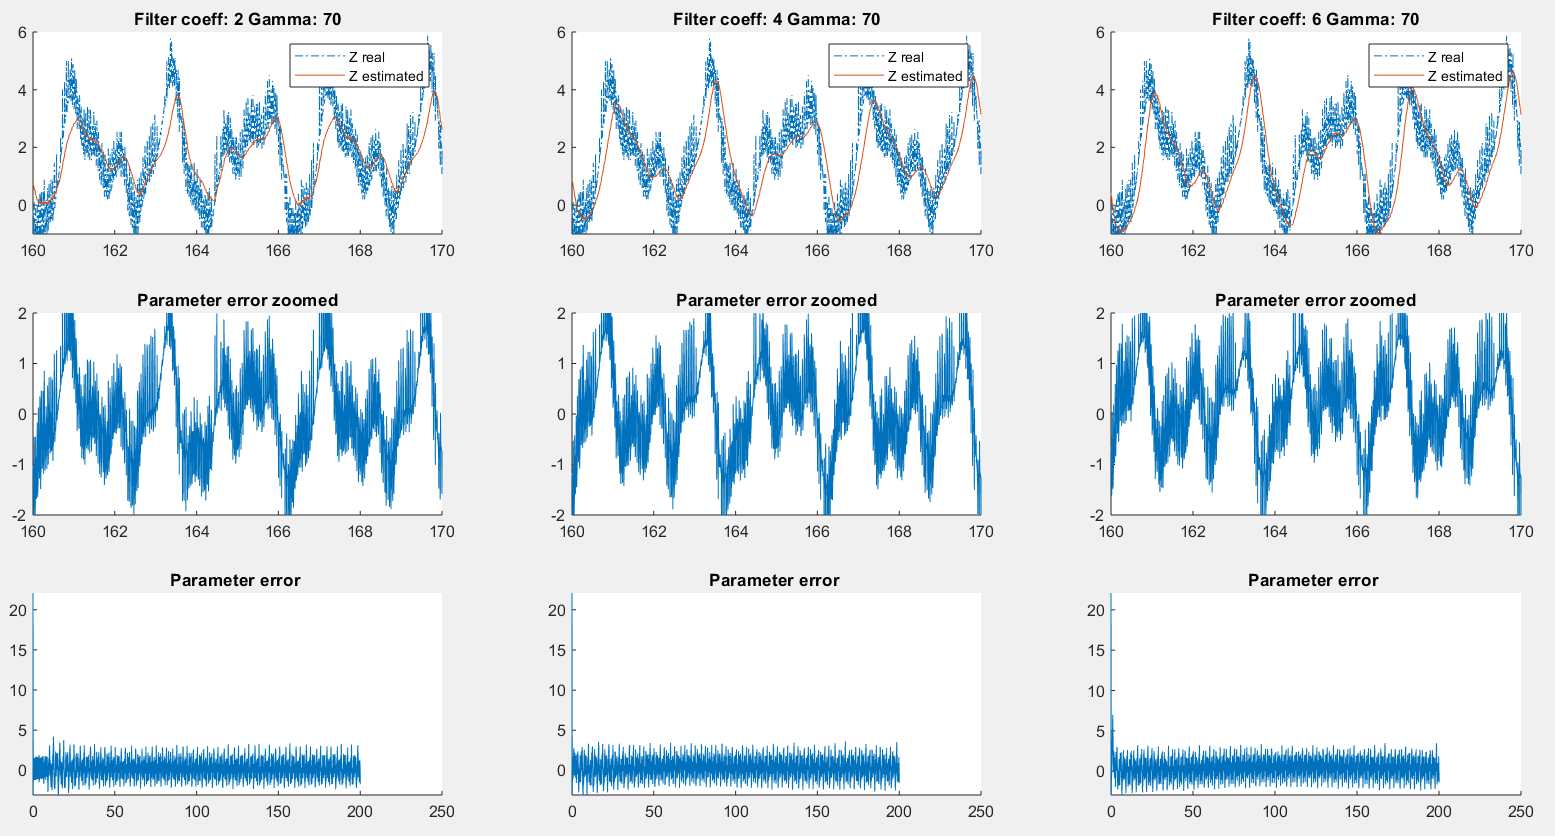 Filter coeff: 2 Gamma: 70
Filter coeff: 4 Gamma: 70
Filter coeff: 6 Gamma: 70
6
4
2
0
160 162 164 166 168 170
Z real
Z estimated
6
4
2
0
160 162 164 166 168 170
Z real
Z estimated
6
4
2
0
160 162 164 166 168 170
Z real
Z estimated
Parameter error zoomed
Parameter error zoomed
Parameter error zoomed
2
1
0
-1
-2
160 162 164 166 168 170
2
1
0
-1
-2
160 162 164 166 168 170
2
1
0
-1
-2
160 162 164 166 168 170
Parameter error
Parameter error
Parameter error
20
15
10
5
0
0 50 100 150 200 250
20
15
10
5
0
0 50 100 150 200 250
20
15
10
5
0
0 50 100 150 200 250